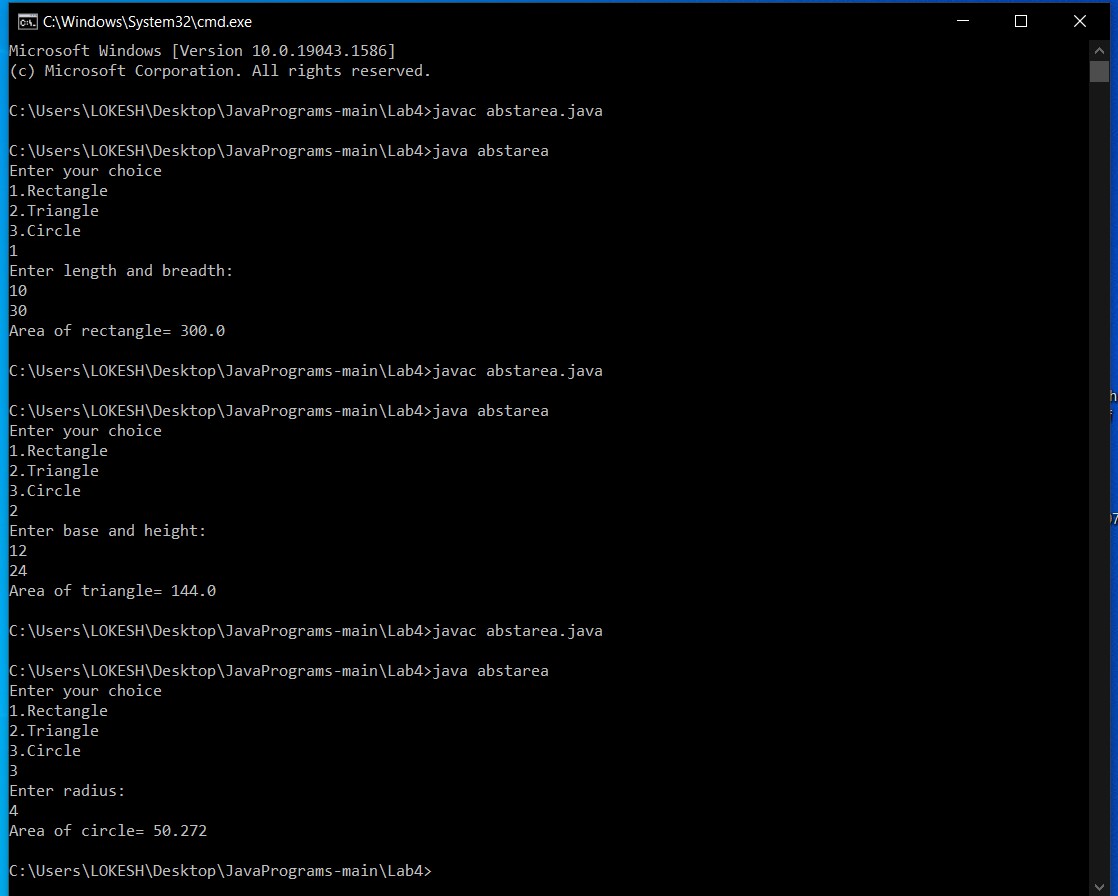 C:\Windows\System32\cmd.exe
Microsoft Windows [Version 10.0.19043.1586]
(c) Microsoft Corporation. All rights reserved.
C:\Users\LOKESH\Desktop\JavaPrograms-main\Lab4>javac abstarea.java
C:\Users\LOKESH\Desktop\JavaPrograms-main\Lab4>java abstarea
Enter your choice
1.Rectangle
2.Triangle
3.Circle
1
Enter length and breadth:
10
30
Area of rectangle= 300.0
C:\Users\LOKESH\Desktop\JavaPrograms-main\Lab4>javac abstarea.java
C:\Users\LOKESH\Desktop\JavaPrograms-main\Lab4>java abstarea
Enter your choice
1.Rectangle
2.Triangle
3.Circle
2
Enter base and height:
12
24
Area of triangle= 144.0
C:\Users\LOKESH\Desktop\JavaPrograms-main\Lab4>javac abstarea.java
C:\Users\LOKESH\Desktop\JavaPrograms-main\Lab4>java abstarea
Enter your choice
1.Rectangle
2.Triangle
3.Circle
3
Enter radius:
4
Area of circle= 50.272
C:\Users\LOKESH\Desktop\JavaPrograms-main\Lab4>